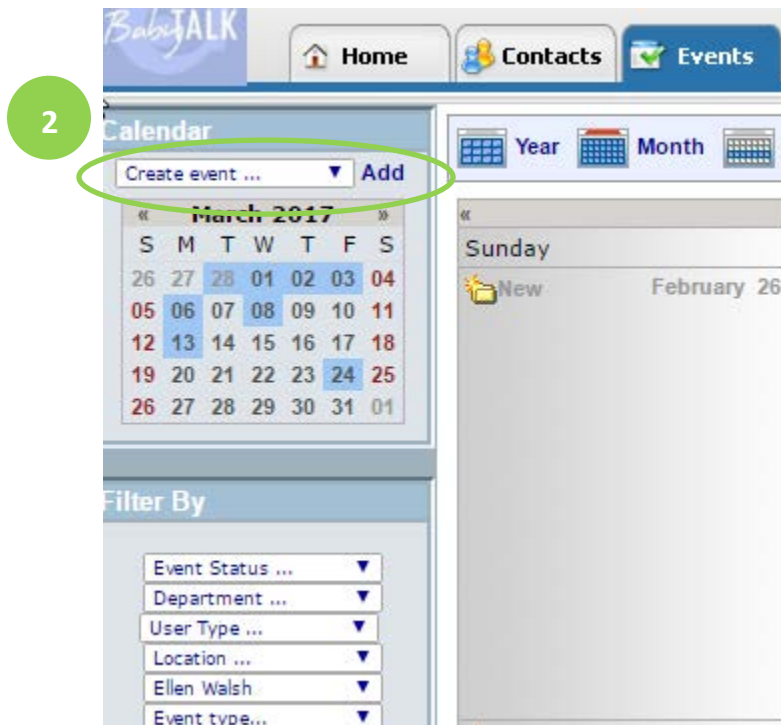 BabyTALK
Home
Contacts
Events
2
Calendar
Create event ... Add
« March 2017 »
S M T W T F S
26 27 28 01 02 03 04
05 06 07 08 09 10 11
12 13 14 15 16 17 18
19 20 21 22 23 24 25
26 27 28 29 30 31 01
Filter By
Event Status ...
Department ...
User Type ...
Location ...
Ellen Walsh
Event type...
Year Month
«
Sunday
New February 26